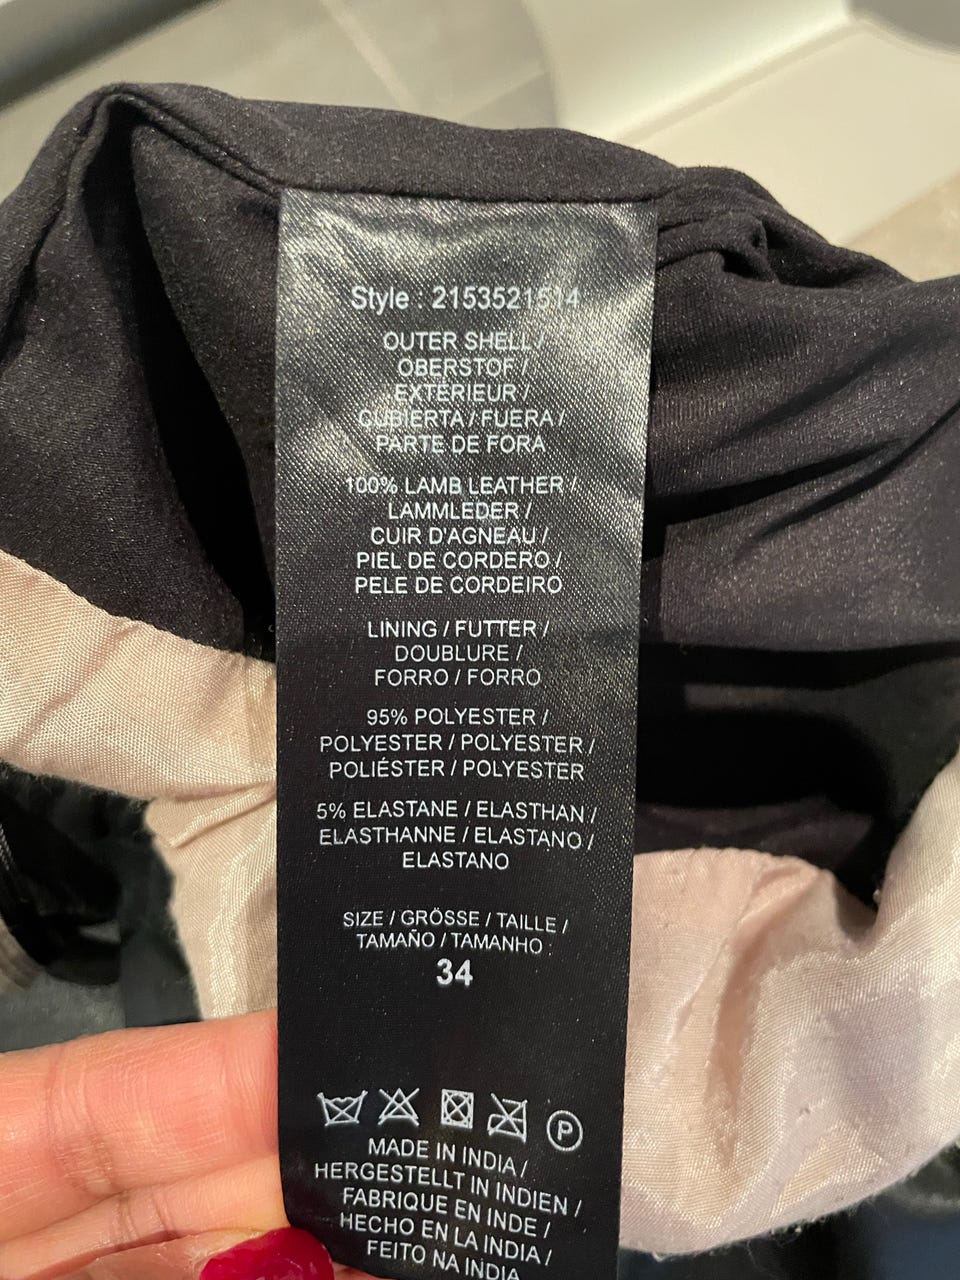 Style : 2153521514
OUTER SHELL /
OBERSTOF /
EXTERIEUR /
CUBIERTA / FUERA /
PARTE DE FORA
100% LAMB LEATHER /
LAMMLEDER /
CUIR D'AGNEAU /
PIEL DE CORDERO /
PELE DE CORDEIRO
LINING / FUTTER /
DOUBLURE /
FORRO / FORRO
95% POLYESTER /
POLYESTER / POLYESTER /
POLIÉSTER / POLYESTER
5% ELASTANE / ELASTHAN /
ELASTHANNE / ELASTANO /
ELASTANO
SIZE / GRÖSSE / TAILLE /
TAMAÑO / TAMANHO :
34
P
MADE IN INDIA /
HERGESTELLT IN INDIEN /
FABRIQUE EN INDE /
HECHO EN LA INDIA /
FEITO NA INDIA